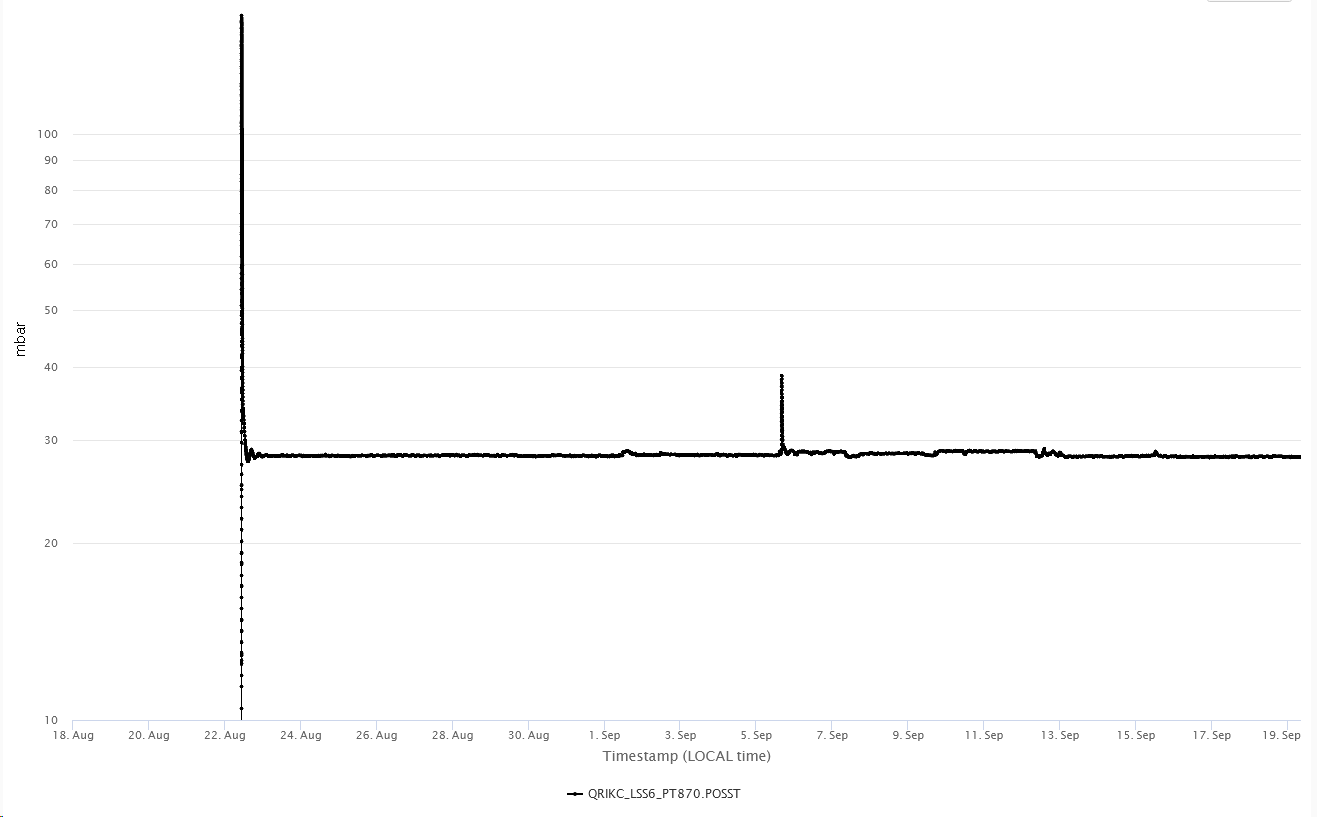 100
90
80
70
60
50
40
30
20
10
mbar
18. Aug 20. Aug 22. Aug 24. Aug 26. Aug 28. Aug 30. Aug 1. Sep 3. Sep 5. Sep 7. Sep 9. Sep 11. Sep 13. Sep 15. Sep 17. Sep 19. Sep
Timestamp (LOCAL time)
QRIKC_LSS6_PT870.POSST